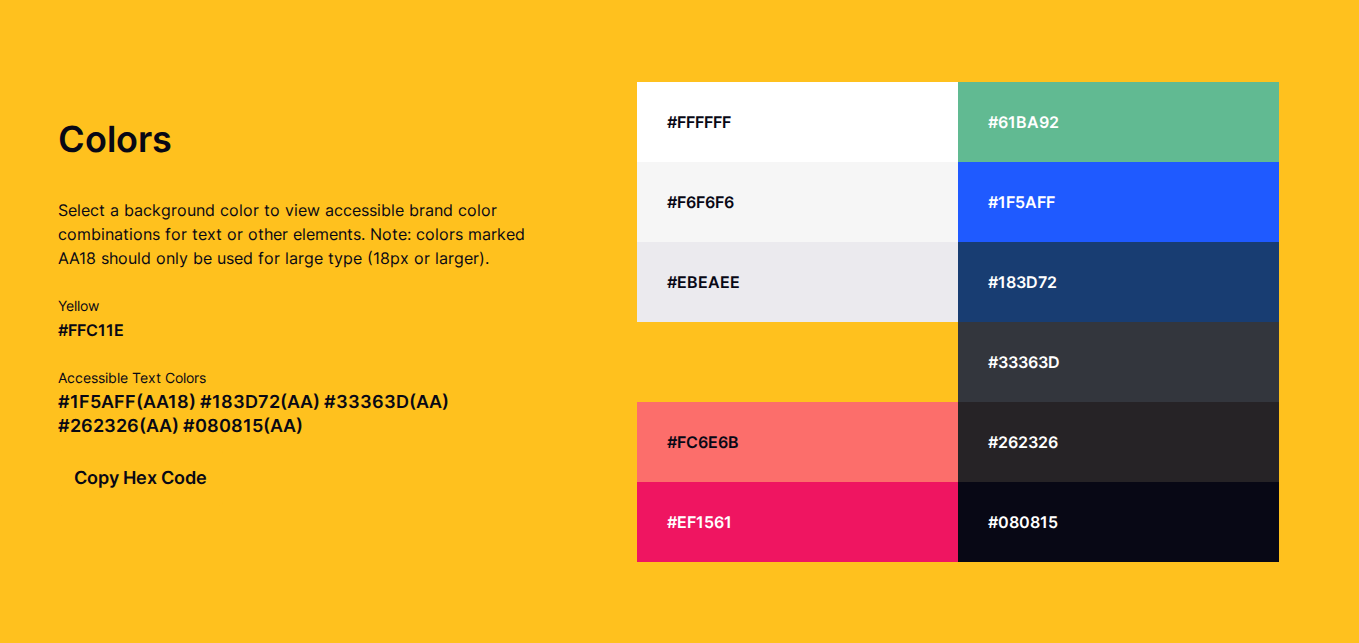 Colors
Select a background color to view accessible brand color
combinations for text or other elements. Note: colors marked
AA18 should only be used for large type (18px or larger).
Yellow
#FFC11E
Accessible Text Colors
#1F5AFF(AA18) #183D72(AA) #33363D(AA)
#262326(AA) #080815(AA)
Copy Hex Code
#FFFFFF
#61BA92
#F6F6F6
#1F5AFF
#EBEAEE
#183D72
#33363D
#FC6E6B
#262326
#EF1561
#080815